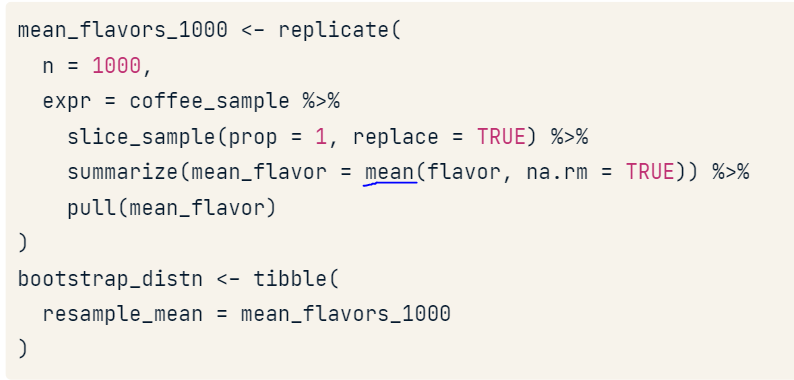 mean_flavors_1000 <- replicate(
  n = 1000,
  expr = coffee_sample %>%
    slice_sample(prop = 1, replace = TRUE) %>%
    summarize(mean_flavor = mean(flavor, na.rm = TRUE)) %>%
    pull(mean_flavor)
)
bootstrap_distn <- tibble(
  resample_mean = mean_flavors_1000
)